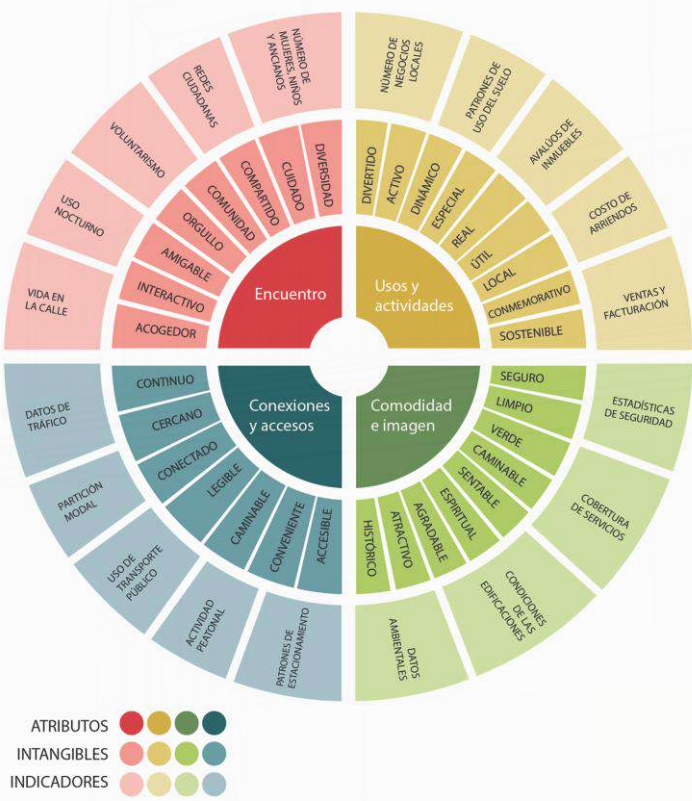 NÚMERO DE
MUJERES, NIÑOS
Y ANCIANOS
REDES
CIUDADANAS
VOLUNTARISMO
USO
NOCTURNO
VIDA EN
LA CALLE
DIVERSIDAD
CUIDADO
COMPARTIDO
COMUNIDAD
ORGULLO
AMIGABLE
INTERACTIVO
ACOGEDOR
Encuentro
NÚMERO DE
NEGOCIOS
LOCALES
PATRONES DE
USO DEL SUELO
AVALÚOS DE
INMUEBLES
COSTO DE
ARRIENDOS
VENTAS Y
FACTURACIÓN
DIVERTIDO
ACTIVO
DINÁMICO
ESPECIAL
REAL
ÚTIL
LOCAL
CONMEMORATIVO
SOSTENIBLE
Usos y
actividades
DATOS DE
TRÁFICO
PARTICIÓN
MODAL
USO DE
TRANSPORTE
PÚBLICO
ACTIVIDAD
PEATONAL
PATRONES DE
ESTACIONAMIENTO
CONTINUO
CERCANO
CONECTADO
LEGIBLE
CAMINABLE
CONVENIENTE
ACCESIBLE
Conexiones
y accesos
Comodidad
e imagen
SEGURO
LIMPIO
VERDE
CAMINABLE
SENTABLE
ESPIRITUAL
AGRADABLE
ATRACTIVO
HISTÓRICO
ESTADÍSTICAS
DE SEGURIDAD
COBERTURA
DE SERVICIOS
CONDICIONES
DE LAS
EDIFICACIONES
DATOS
AMBIENTALES
ATRIBUTOS
INTANGIBLES
INDICADORES